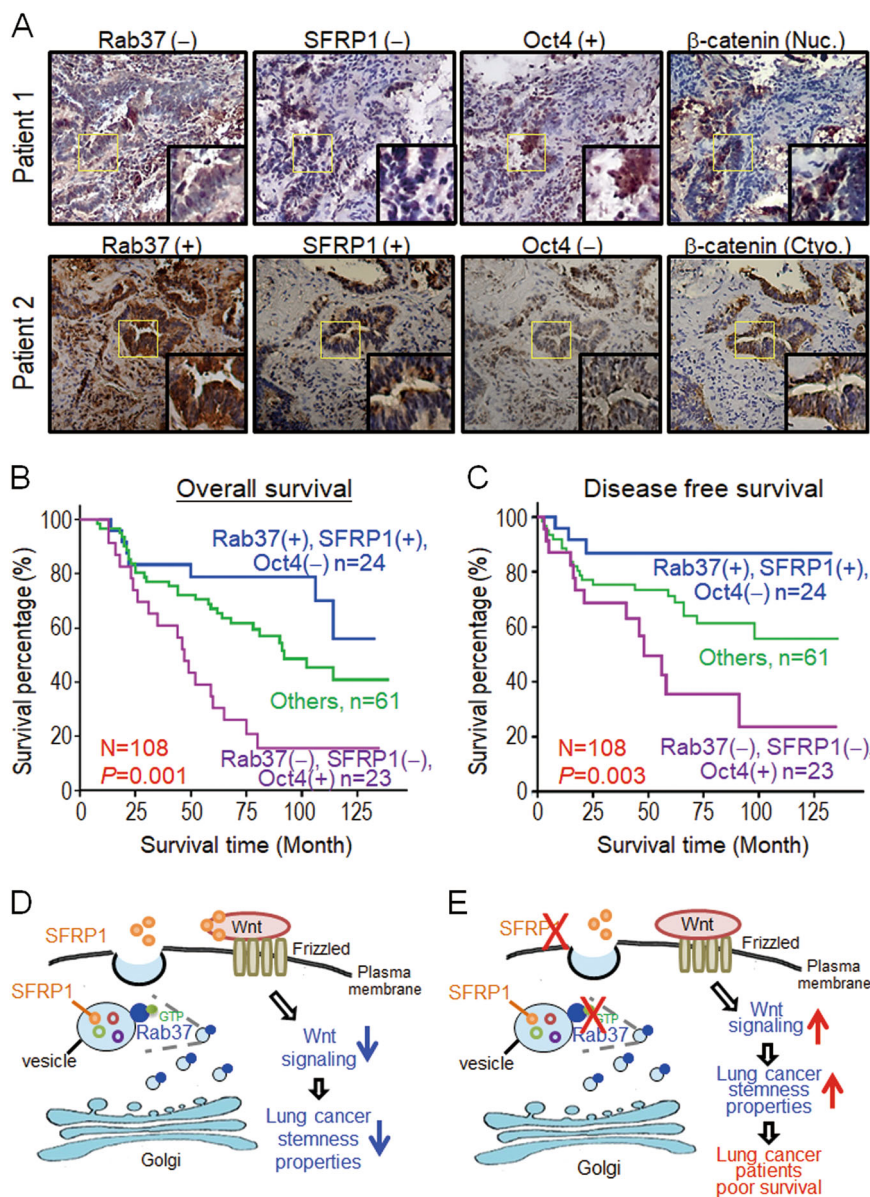 A
Rab37 (–) SFRP1 (–) Oct4 (+) β-catenin (Nuc.)
Patient 1
Rab37 (+) SFRP1 (+) Oct4 (–) β-catenin (Ctyo.)
Patient 2
B
Overall survival
Survival percentage (%)
100
80
60
40
20
0
Rab37(+), SFRP1(+),
Oct4(–) n=24
Others, n=61
Rab37(–), SFRP1(–),
Oct4(+) n=23
N=108
P=0.001
0 25 50 75 100 125
Survival time (Month)
C
Disease free survival
Survival percentage (%)
100
80
60
40
20
0
Rab37(+), SFRP1(+),
Oct4(–) n=24
Others, n=61
Rab37(–), SFRP1(–),
Oct4(+) n=23
N=108
P=0.003
0 25 50 75 100 125
Survival time (Month)
D
SFRP1
Wnt
Frizzled
Plasma
membrane
SFRP1
GTP
Rab37
vesicle
Wnt
signaling
Lung cancer
stemness
properties
Golgi
E
SFRP1
Wnt
Frizzled
Plasma
membrane
SFRP1
GTP
Rab37
vesicle
Wnt
signaling
Lung cancer
stemness
properties
Lung cancer
patients
poor survival
Golgi